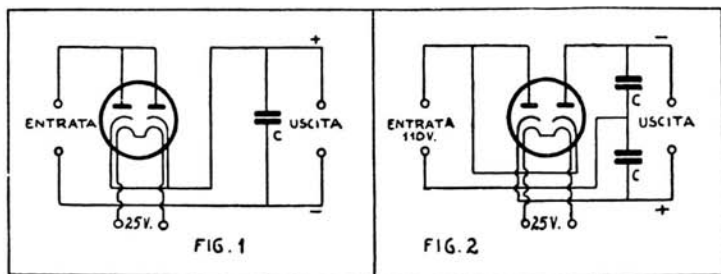 +
ENTRATA
C
USCITA
25V.
−
FIG. 1
−
C
ENTRATA
110V.
USCITA
C
25V.
+
FIG. 2